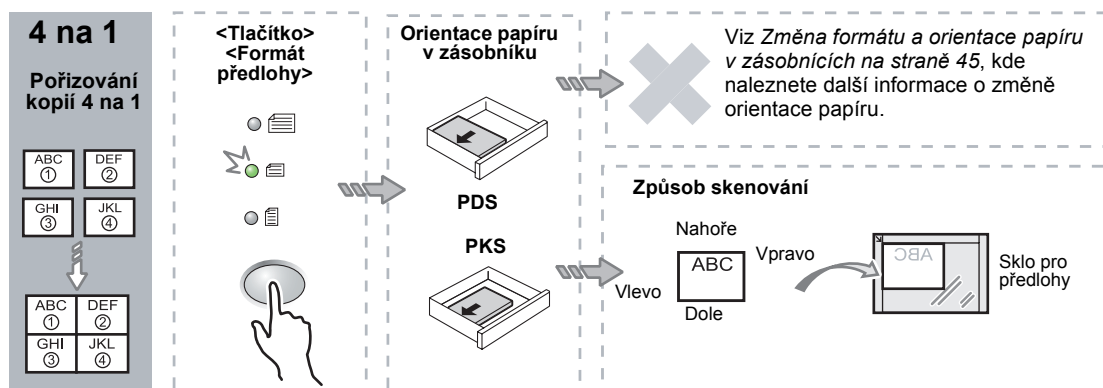 4 na 1
Pořizování
kopií 4 na 1
ABC
①
DEF
②
GHI
③
JKL
④
ABC
①
DEF
②
GHI
③
JKL
④
<Tlačítko>
<Formát
předlohy>
Orientace papíru
v zásobníku
PDS
PKS
Viz Změna formátu a orientace papíru
v zásobnících na straně 45, kde
naleznete další informace o změně
orientace papíru.
Způsob skenování
Nahoře
ABC
Vpravo
Vlevo
Dole
ABC
Sklo pro
předlohy